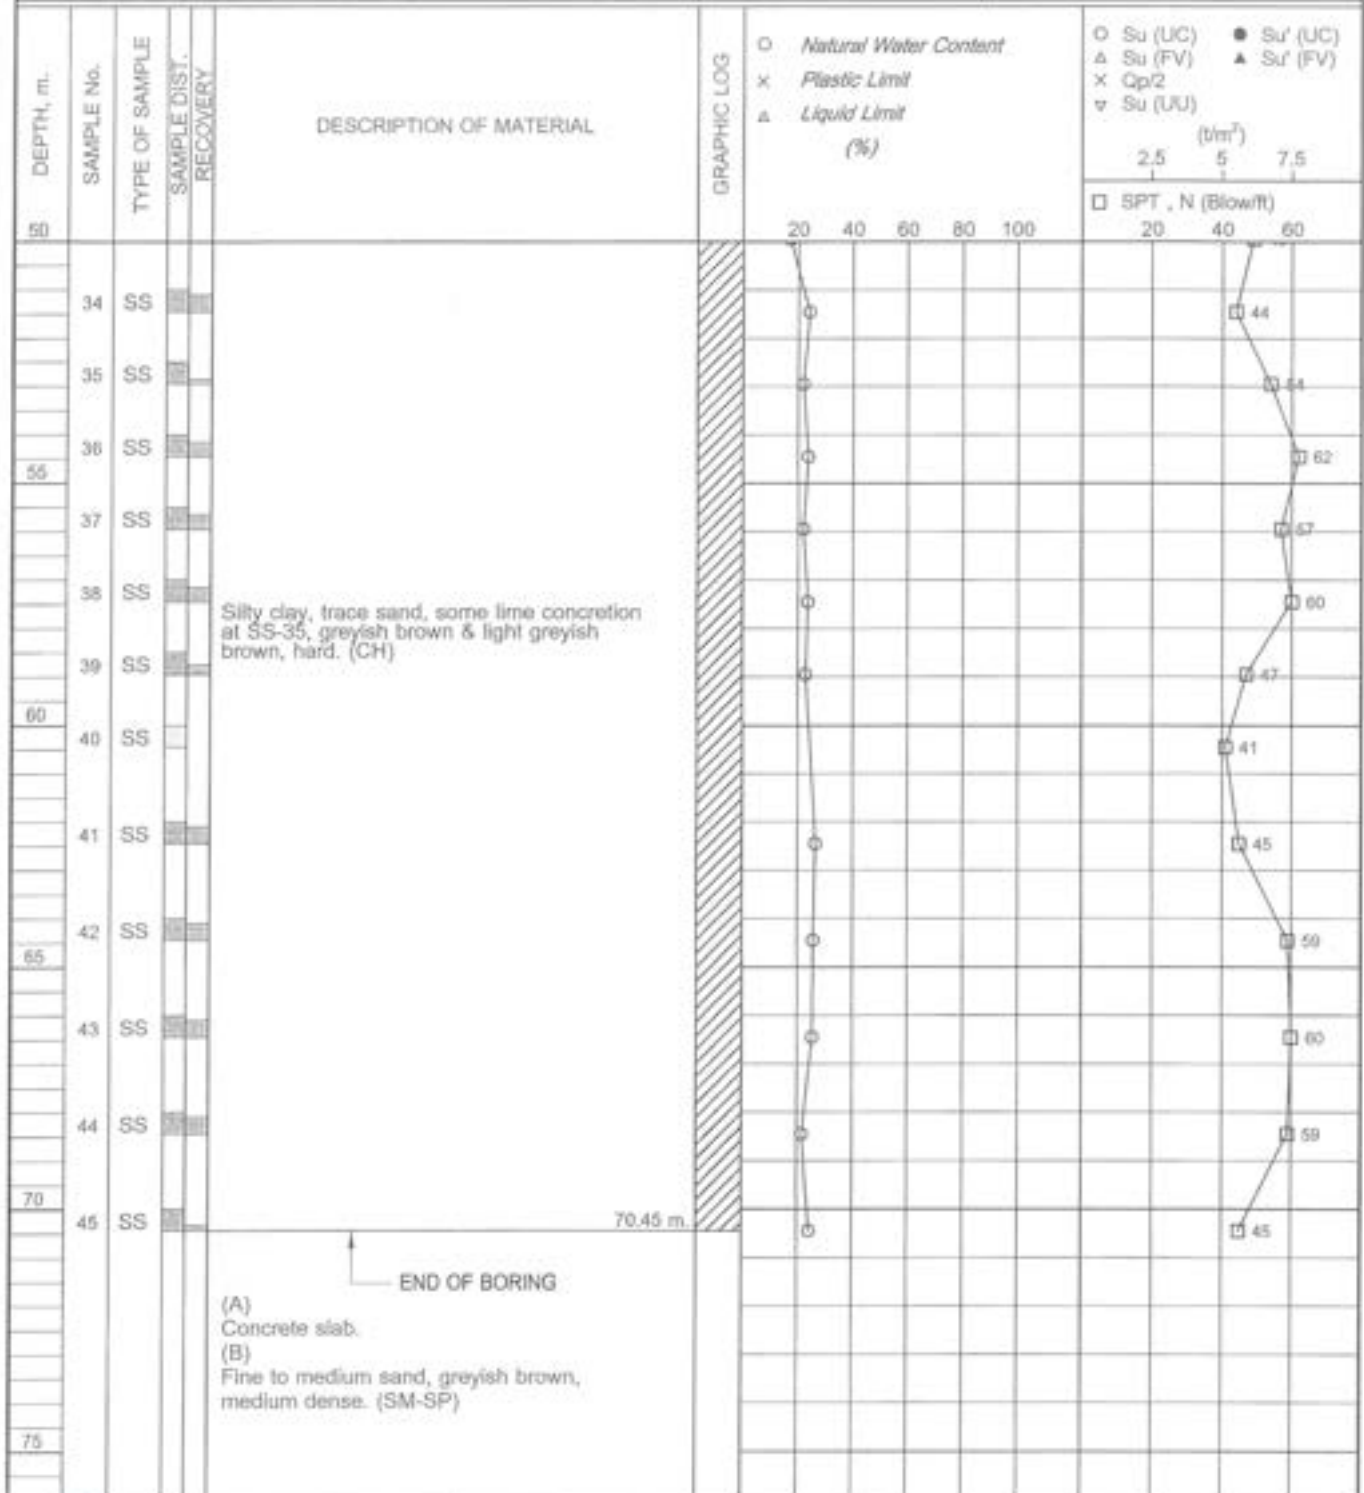 DEPTH, m.
SAMPLE No.
TYPE OF SAMPLE
SAMPLE DIST.
RECOVERY
DESCRIPTION OF MATERIAL
GRAPHIC LOG
○ Natural Water Content
× Plastic Limit
△ Liquid Limit
(%)
20 40 60 80 100
○ Su (UC) ● Su' (UC)
△ Su (FV) ▲ Su' (FV)
× Qp/2
▽ Su (UU)
(t/m²)
2.5 5 7.5
□ SPT , N (Blow/ft)
20 40 60
50
34 SS 44
35 SS 54
36 SS 62
55
37 SS 57
38 SS 60
Silty clay, trace sand, some lime concretion
at SS-35, greyish brown & light greyish
brown, hard. (CH)
39 SS 47
60
40 SS 41
41 SS 45
42 SS 59
65
43 SS 60
44 SS 59
70
45 SS 70.45 m. 45
END OF BORING
(A)
Concrete slab.
(B)
Fine to medium sand, greyish brown,
medium dense. (SM-SP)
75